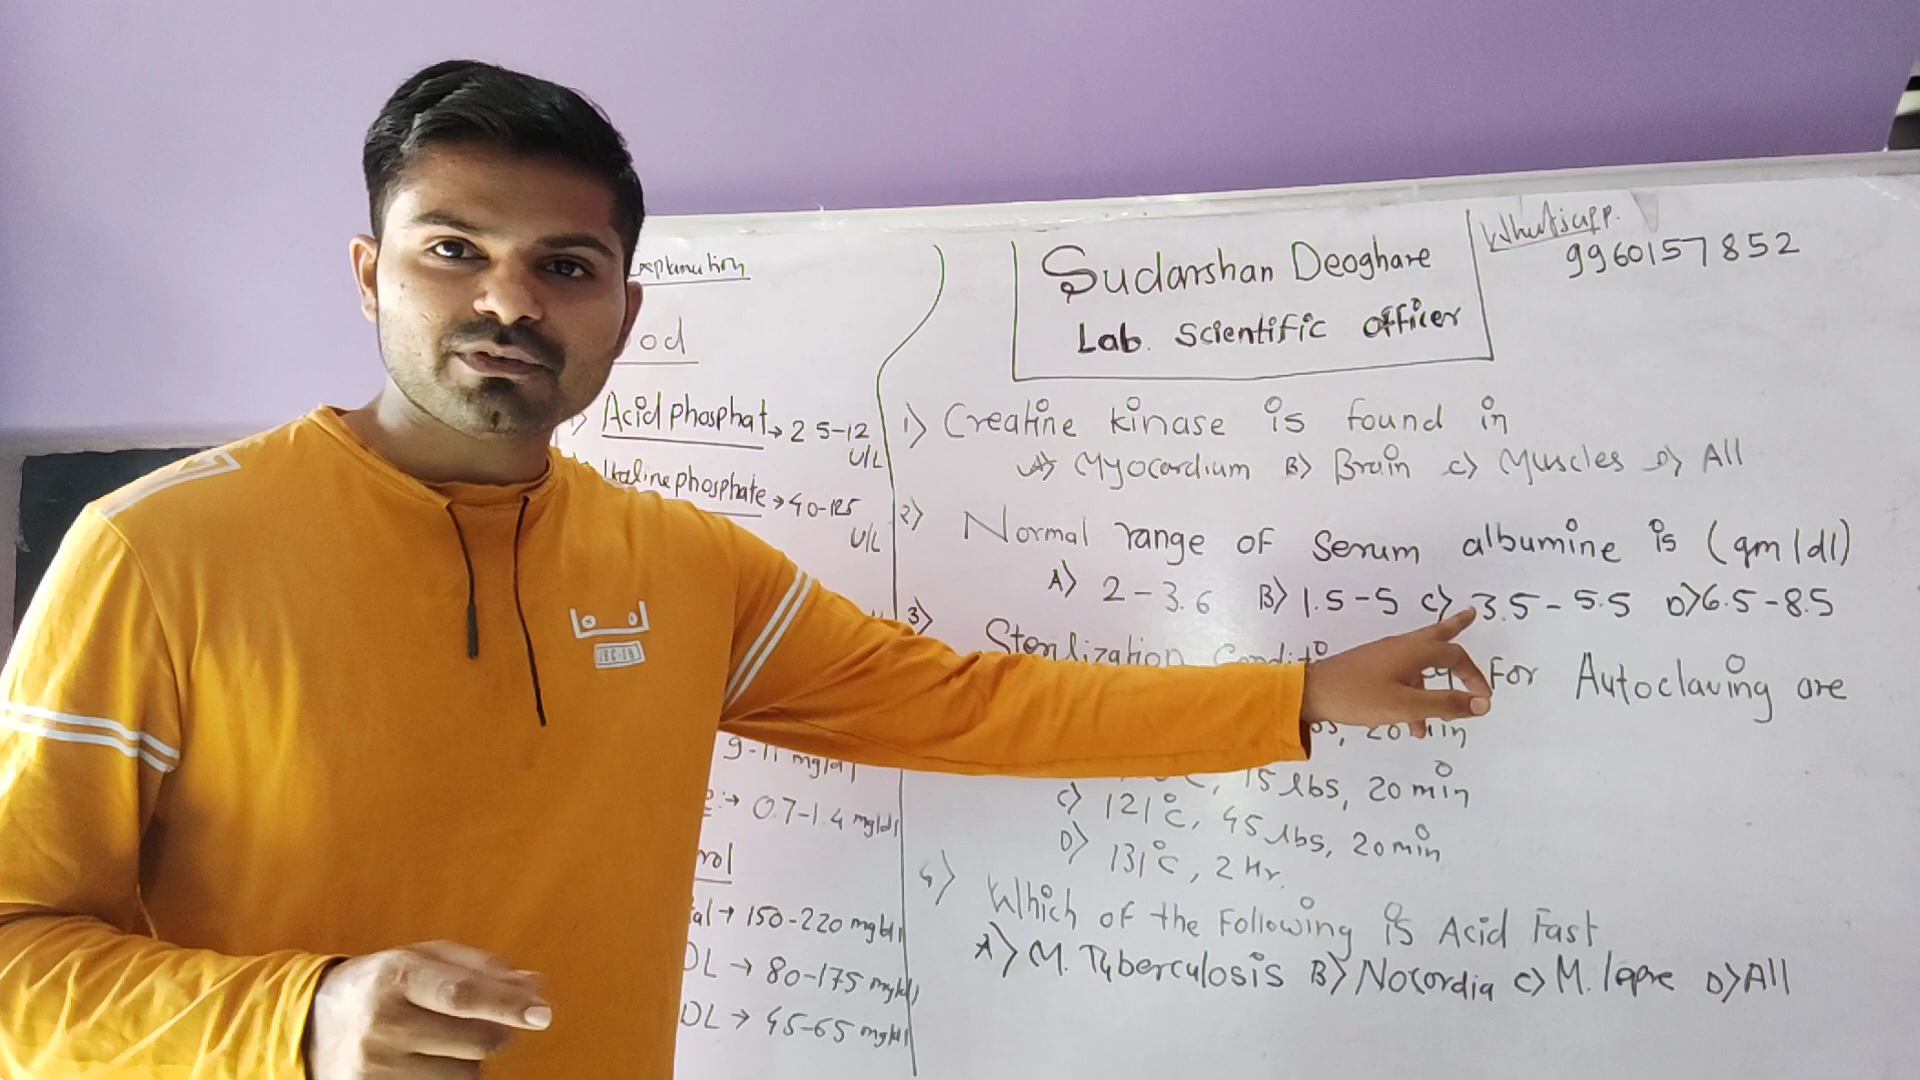 explanation
od
Acid phosphat → 2.5-12
U/L
kaline phosphate → 40-125
U/L
9-11 mg/dl
→ 0.7-1.4 mg/dl
rol
al → 150-220 mg/dl
DL → 80-175 mg/dl
DL → 45-65 mg/dl
Sudarshan Deoghare
Lab. Scientific officer
Whatsapp.
9960157852
1) Creatine kinase is found in
A) Myocardium B) Brain C) Muscles D) All
2) Normal range of serum albumine is (gm/dl)
A) 2-3.6 B) 1.5-5 C) 3.5-5.5 D) 6.5-8.5
3) Sterilization Conditi for Autoclaving are
20 min
15 lbs, 20 min
C) 121°C, 45 lbs, 20 min
D) 131°C, 2 Hr.
4) Which of the following is Acid Fast
A) M. Tuberculosis B) Nocordia C) M. lepre D) All